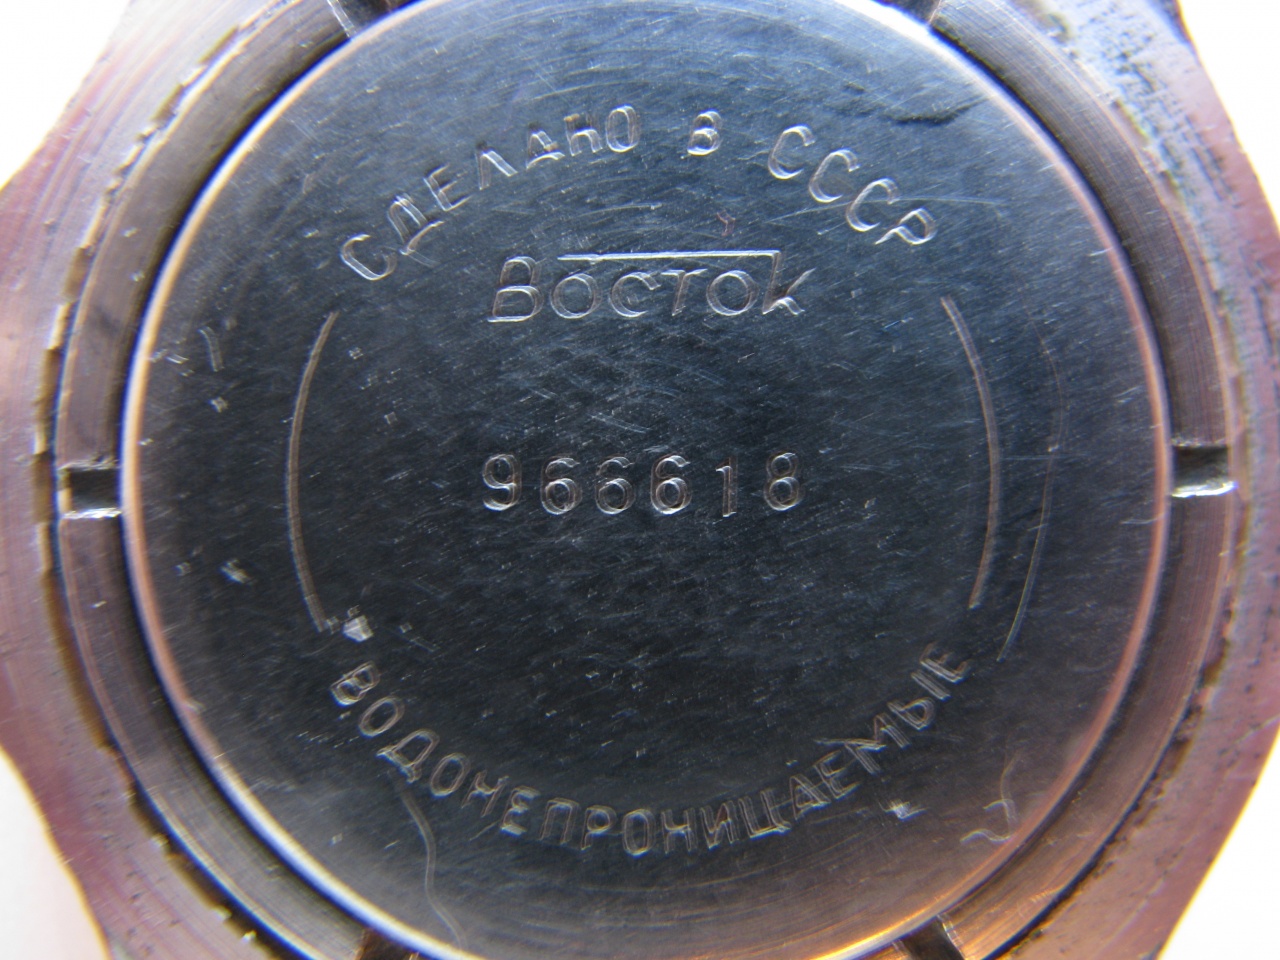 СДЕЛАНО В СССР
Восток
966618
ВОДОНЕПРОНИЦАЕМЫЕ